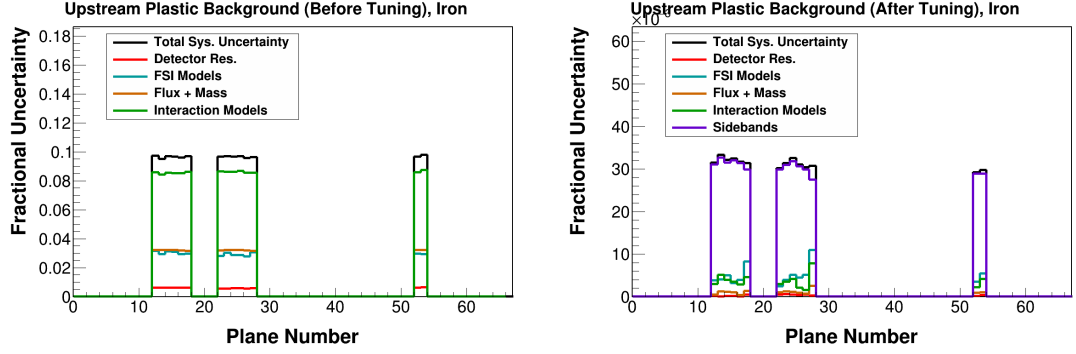 Upstream Plastic Background (Before Tuning), Iron
Fractional Uncertainty
0.18
0.16
0.14
0.12
0.1
0.08
0.06
0.04
0.02
0
Total Sys. Uncertainty
Detector Res.
FSI Models
Flux + Mass
Interaction Models
0 10 20 30 40 50 60
Plane Number
Upstream Plastic Background (After Tuning), Iron
Fractional Uncertainty
60
50
40
30
20
10
0
Total Sys. Uncertainty
Detector Res.
FSI Models
Flux + Mass
Interaction Models
Sidebands
0 10 20 30 40 50 60
Plane Number